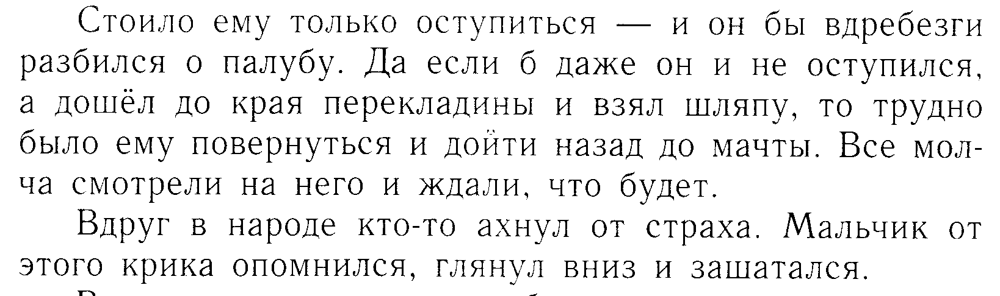 Стоило ему только оступиться — и он бы вдребезги
разбился о палубу. Да если б даже он и не оступился,
а дошёл до края перекладины и взял шляпу, то трудно
было ему повернуться и дойти назад до мачты. Все мол-
ча смотрели на него и ждали, что будет.
Вдруг в народе кто-то ахнул от страха. Мальчик от
этого крика опомнился, глянул вниз и зашатался.